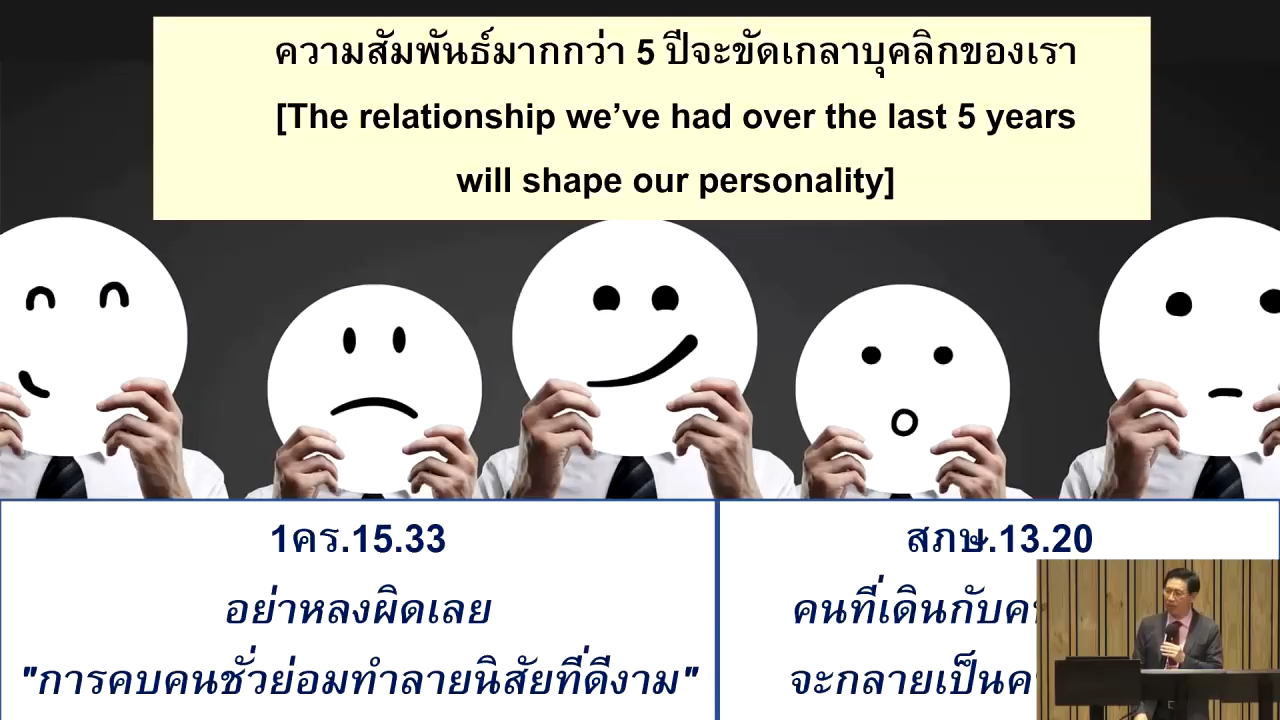 ความสัมพันธ์มากกว่า 5 ปีจะขัดเกลาบุคลิกของเรา
[The relationship we’ve had over the last 5 years
will shape our personality]
1คร.15.33
อย่าหลงผิดเลย
"การคบคนชั่วย่อมทำลายนิสัยที่ดีงาม"
สภษ.13.20
คนที่เดินกับ
จะกลายเป็น